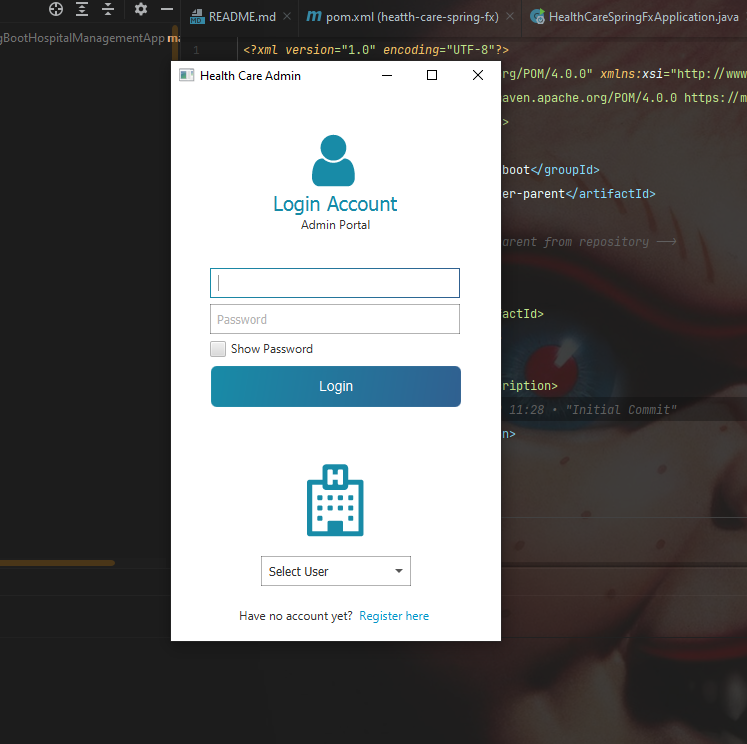 README.md
pom.xml (heatth-care-spring-fx)
HealthCareSpringFxApplication.java
gBootHospitalManagementApp ma
1 <?xml version="1.0" encoding="UTF-8"?>
Health Care Admin
org/POM/4.0.0" xmlns:xsi="http://www
aven.apache.org/POM/4.0.0 https://m
>
boot</groupId>
er-parent</artifactId>
arent from repository -->
actId>
ription>
11:28 • "Initial Commit"
n>
Login Account
Admin Portal
Password
Show Password
Login
H
Select User
Have no account yet? Register here